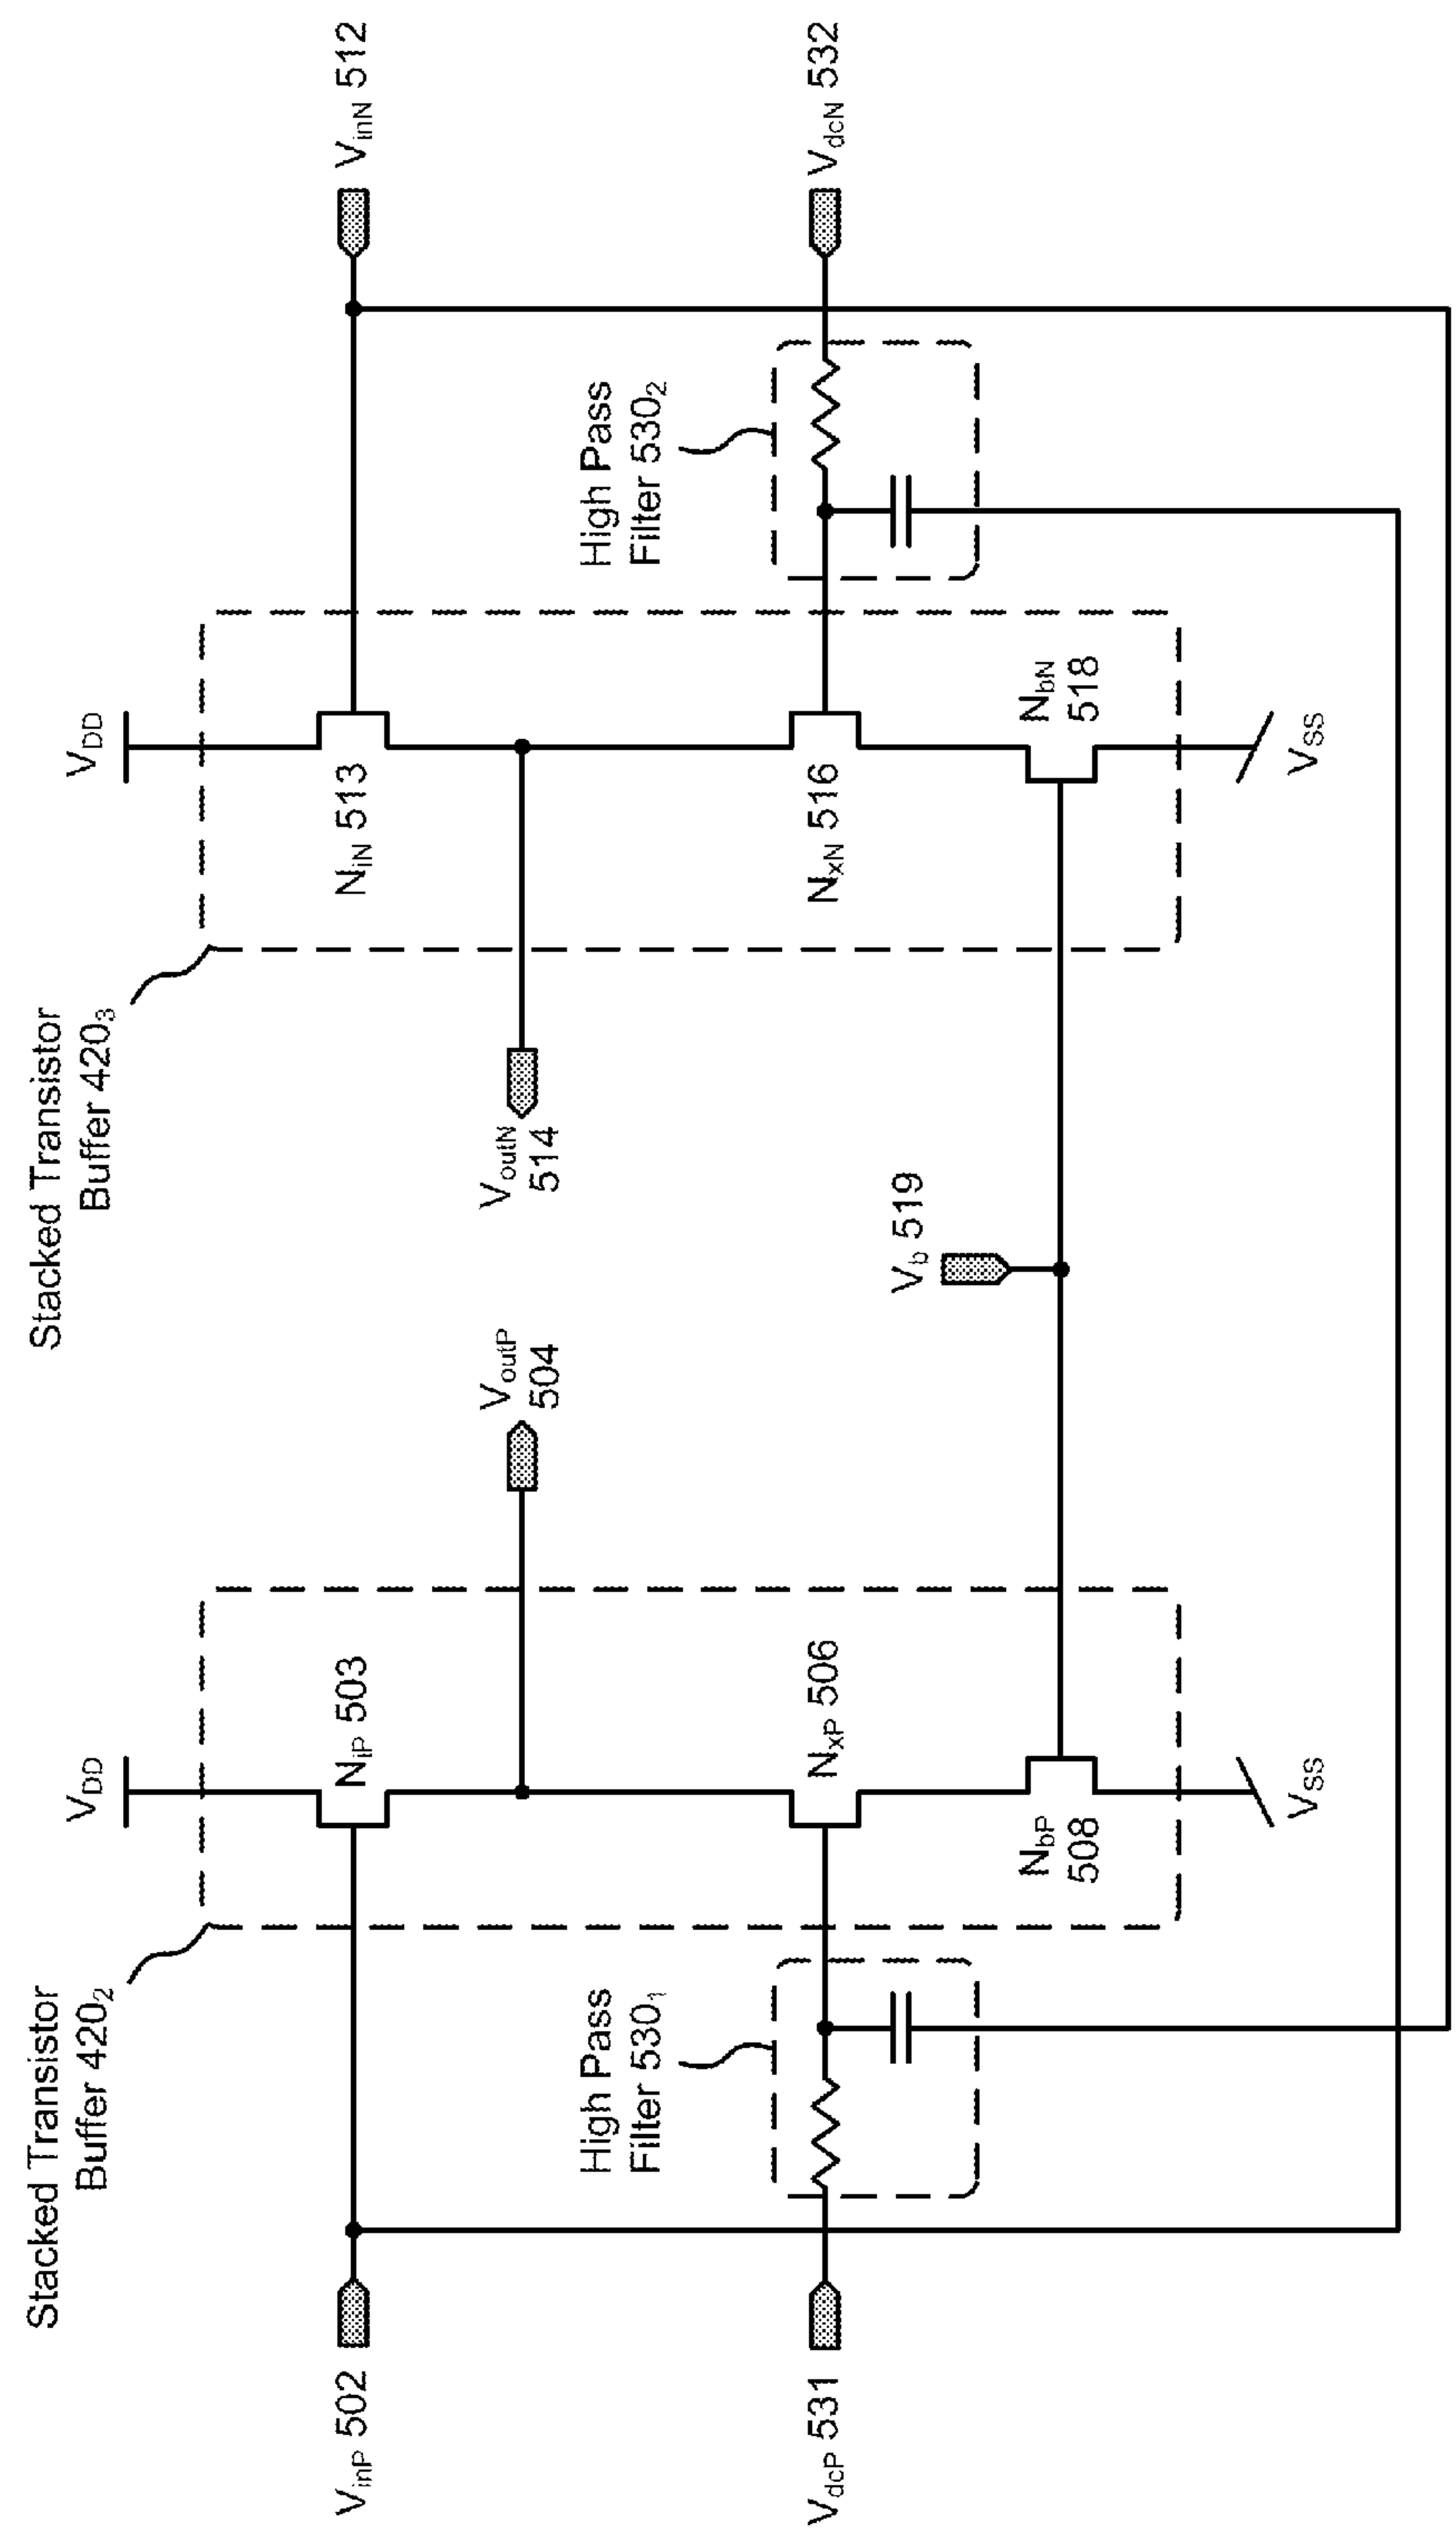 Stacked Transistor
Buffer 420₂
Stacked Transistor
Buffer 420₃
V_DD
V_DD
V_inP 502
N_iP 503
N_iN 513
V_inN 512
V_outP
504
V_outN
514
High Pass
Filter 530₁
High Pass
Filter 530₂
V_dcP 531
N_xP 506
V_b 519
N_xN 516
V_dcN 532
N_bP
508
N_bN
518
V_SS
V_SS